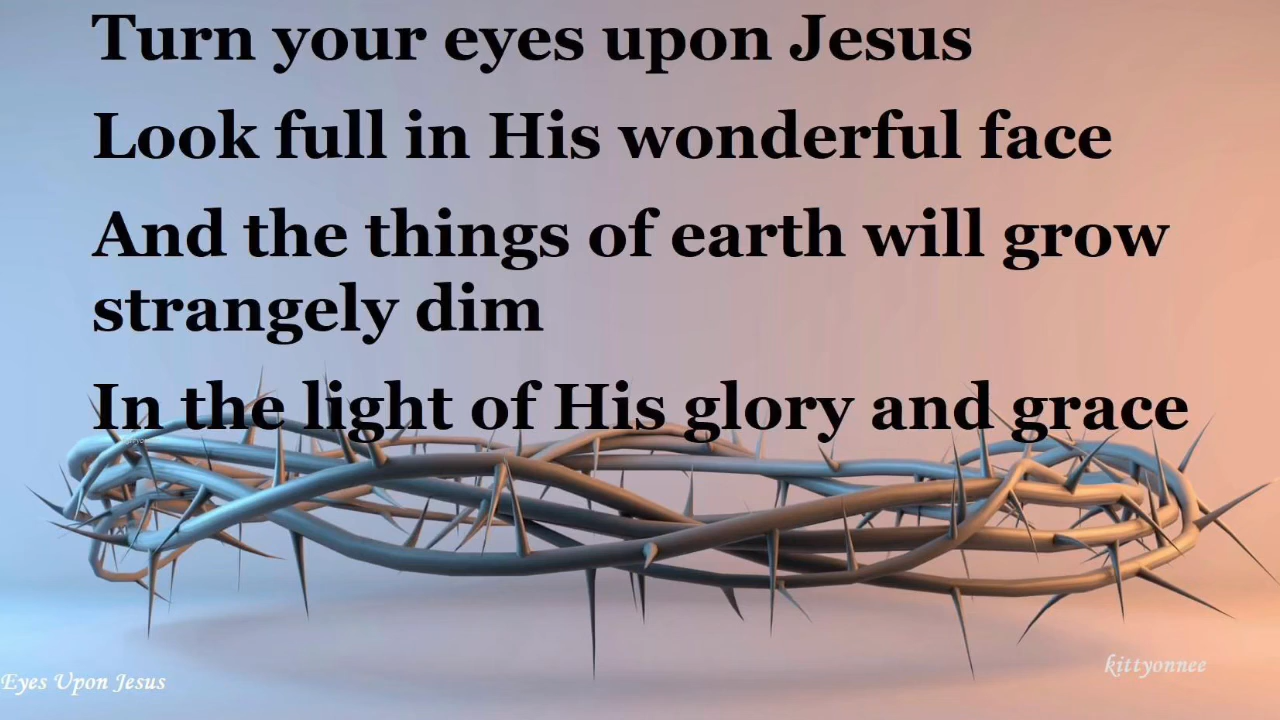 Turn your eyes upon Jesus
Look full in His wonderful face
And the things of earth will grow
strangely dim
In the light of His glory and grace
Eyes Upon Jesus
kittyonnee